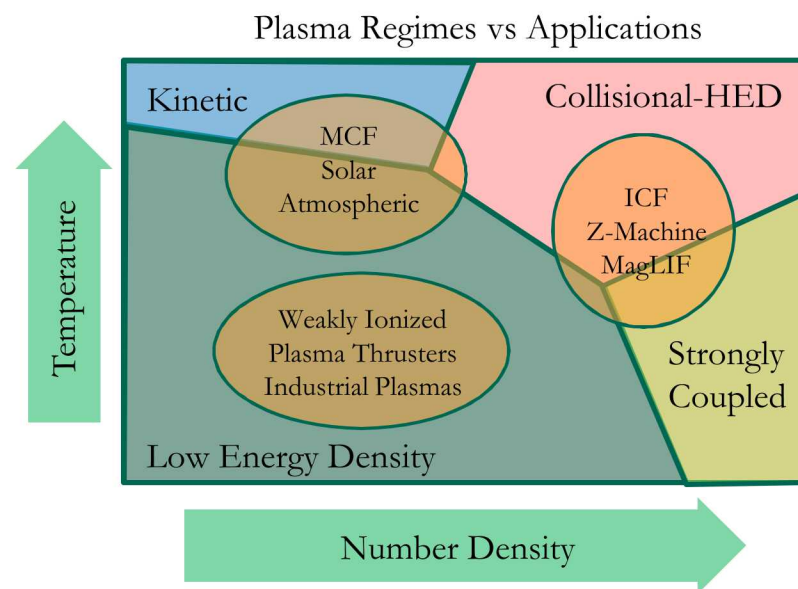 Plasma Regimes vs Applications
Kinetic
Collisional-HED
MCF
Solar
Atmospheric
ICF
Z-Machine
MagLIF
Temperature
Weakly Ionized
Plasma Thrusters
Industrial Plasmas
Strongly
Coupled
Low Energy Density
Number Density